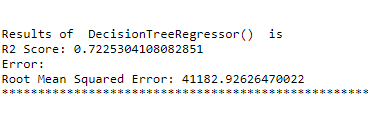 Results of  DecisionTreeRegressor()  is
R2 Score: 0.7225304108082851
Error:
Root Mean Squared Error: 41182.92626470022
***************************************************